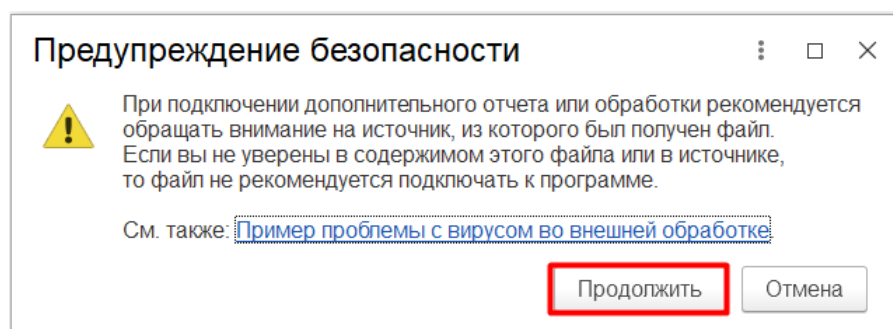 Предупреждение безопасности
При подключении дополнительного отчета или обработки рекомендуется
обращать внимание на источник, из которого был получен файл.
Если вы не уверены в содержимом этого файла или в источнике,
то файл не рекомендуется подключать к программе.
См. также: Пример проблемы с вирусом во внешней обработке.
Продолжить Отмена